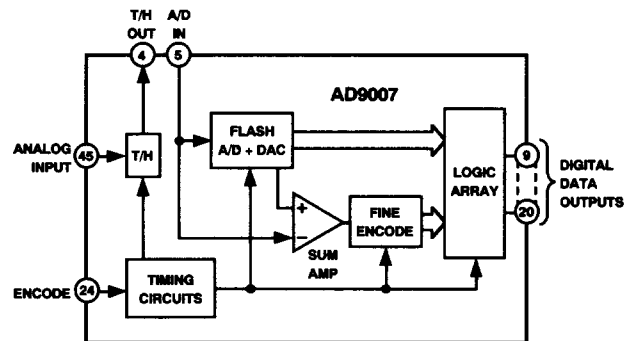 T/H
OUT
A/D
IN
4
5
AD9007
FLASH
A/D + DAC
ANALOG
INPUT
45
T/H
LOGIC
ARRAY
9
20
DIGITAL
DATA
OUTPUTS
+
–
SUM
AMP
FINE
ENCODE
ENCODE
24
TIMING
CIRCUITS